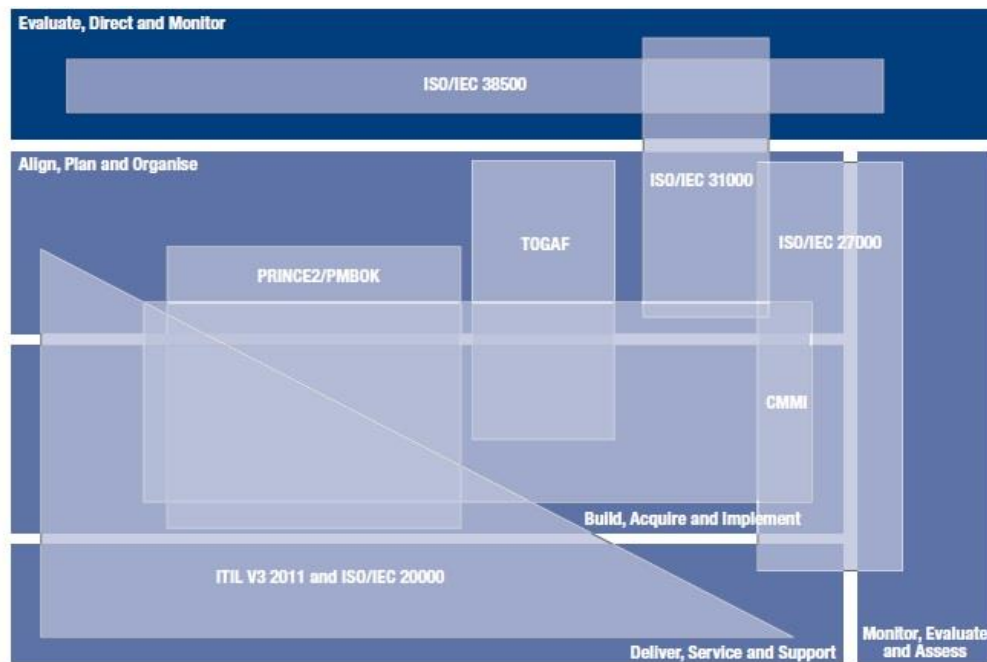 Evaluate, Direct and Monitor
ISO/IEC 38500
Align, Plan and Organise
ISO/IEC 31000
TOGAF
ISO/IEC 27000
PRINCE2/PMBOK
CMMI
Build, Acquire and Implement
ITIL V3 2011 and ISO/IEC 20000
Deliver, Service and Support
Monitor, Evaluate
and Assess